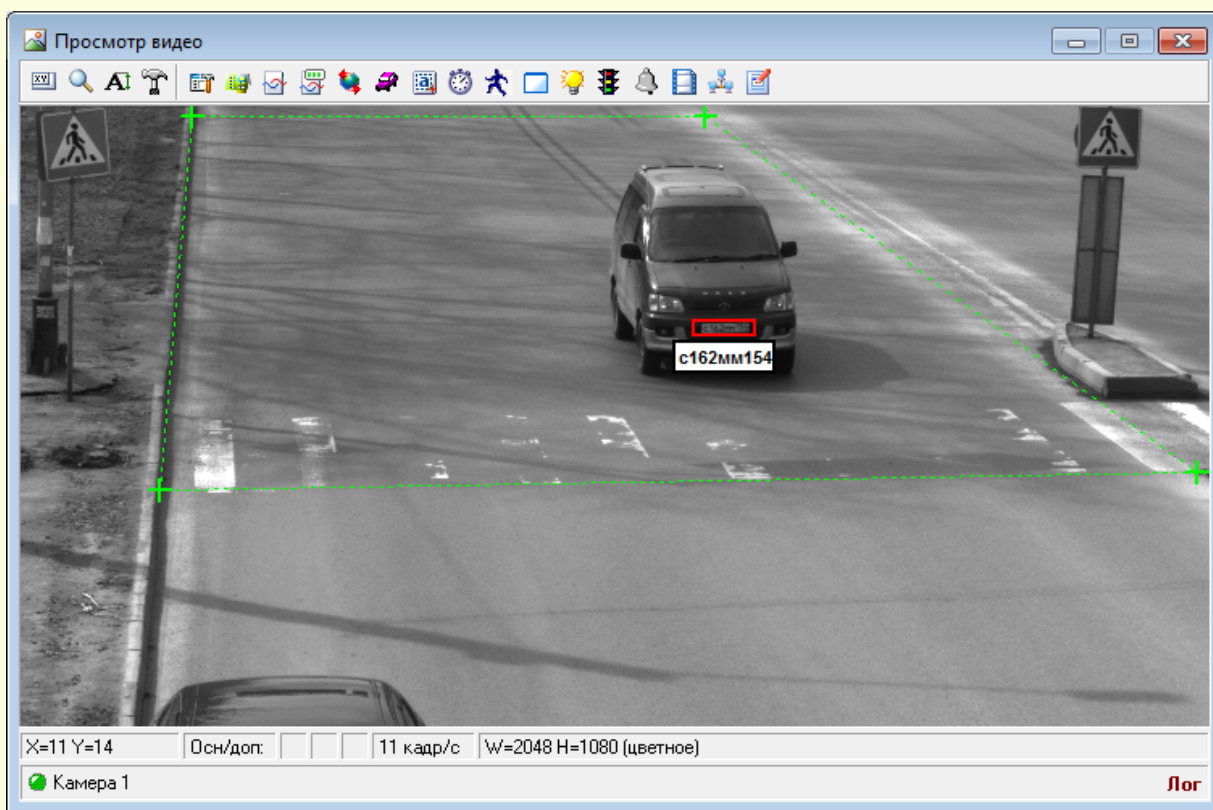 Просмотр видео
с162мм154
X=11 Y=14 Осн/доп: 11 кадр/с W=2048 H=1080 (цветное)
Камера 1 Лог